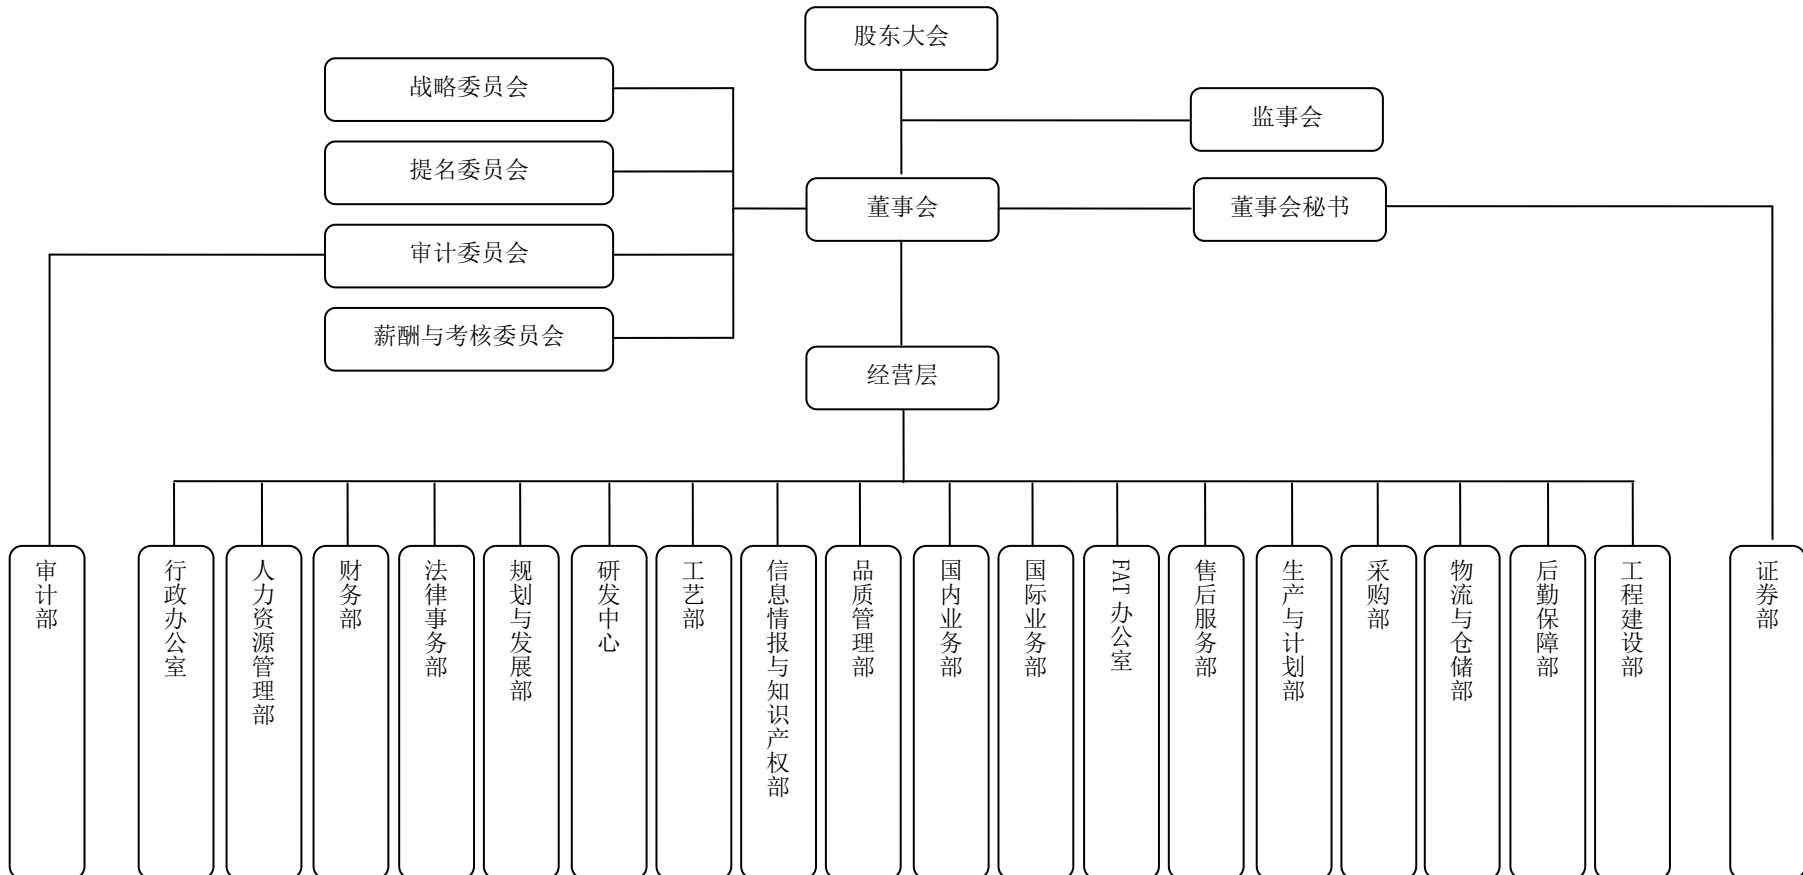 股东大会
战略委员会
监事会
提名委员会
董事会
董事会秘书
审计委员会
薪酬与考核委员会
经营层
审计部
行政办公室
人力资源管理部
财务部
法律事务部
规划与发展部
研发中心
工艺部
信息情报与知识产权部
品质管理部
国内业务部
国际业务部
FAT 办公室
售后服务部
生产与计划部
采购部
物流与仓储部
后勤保障部
工程建设部
证券部